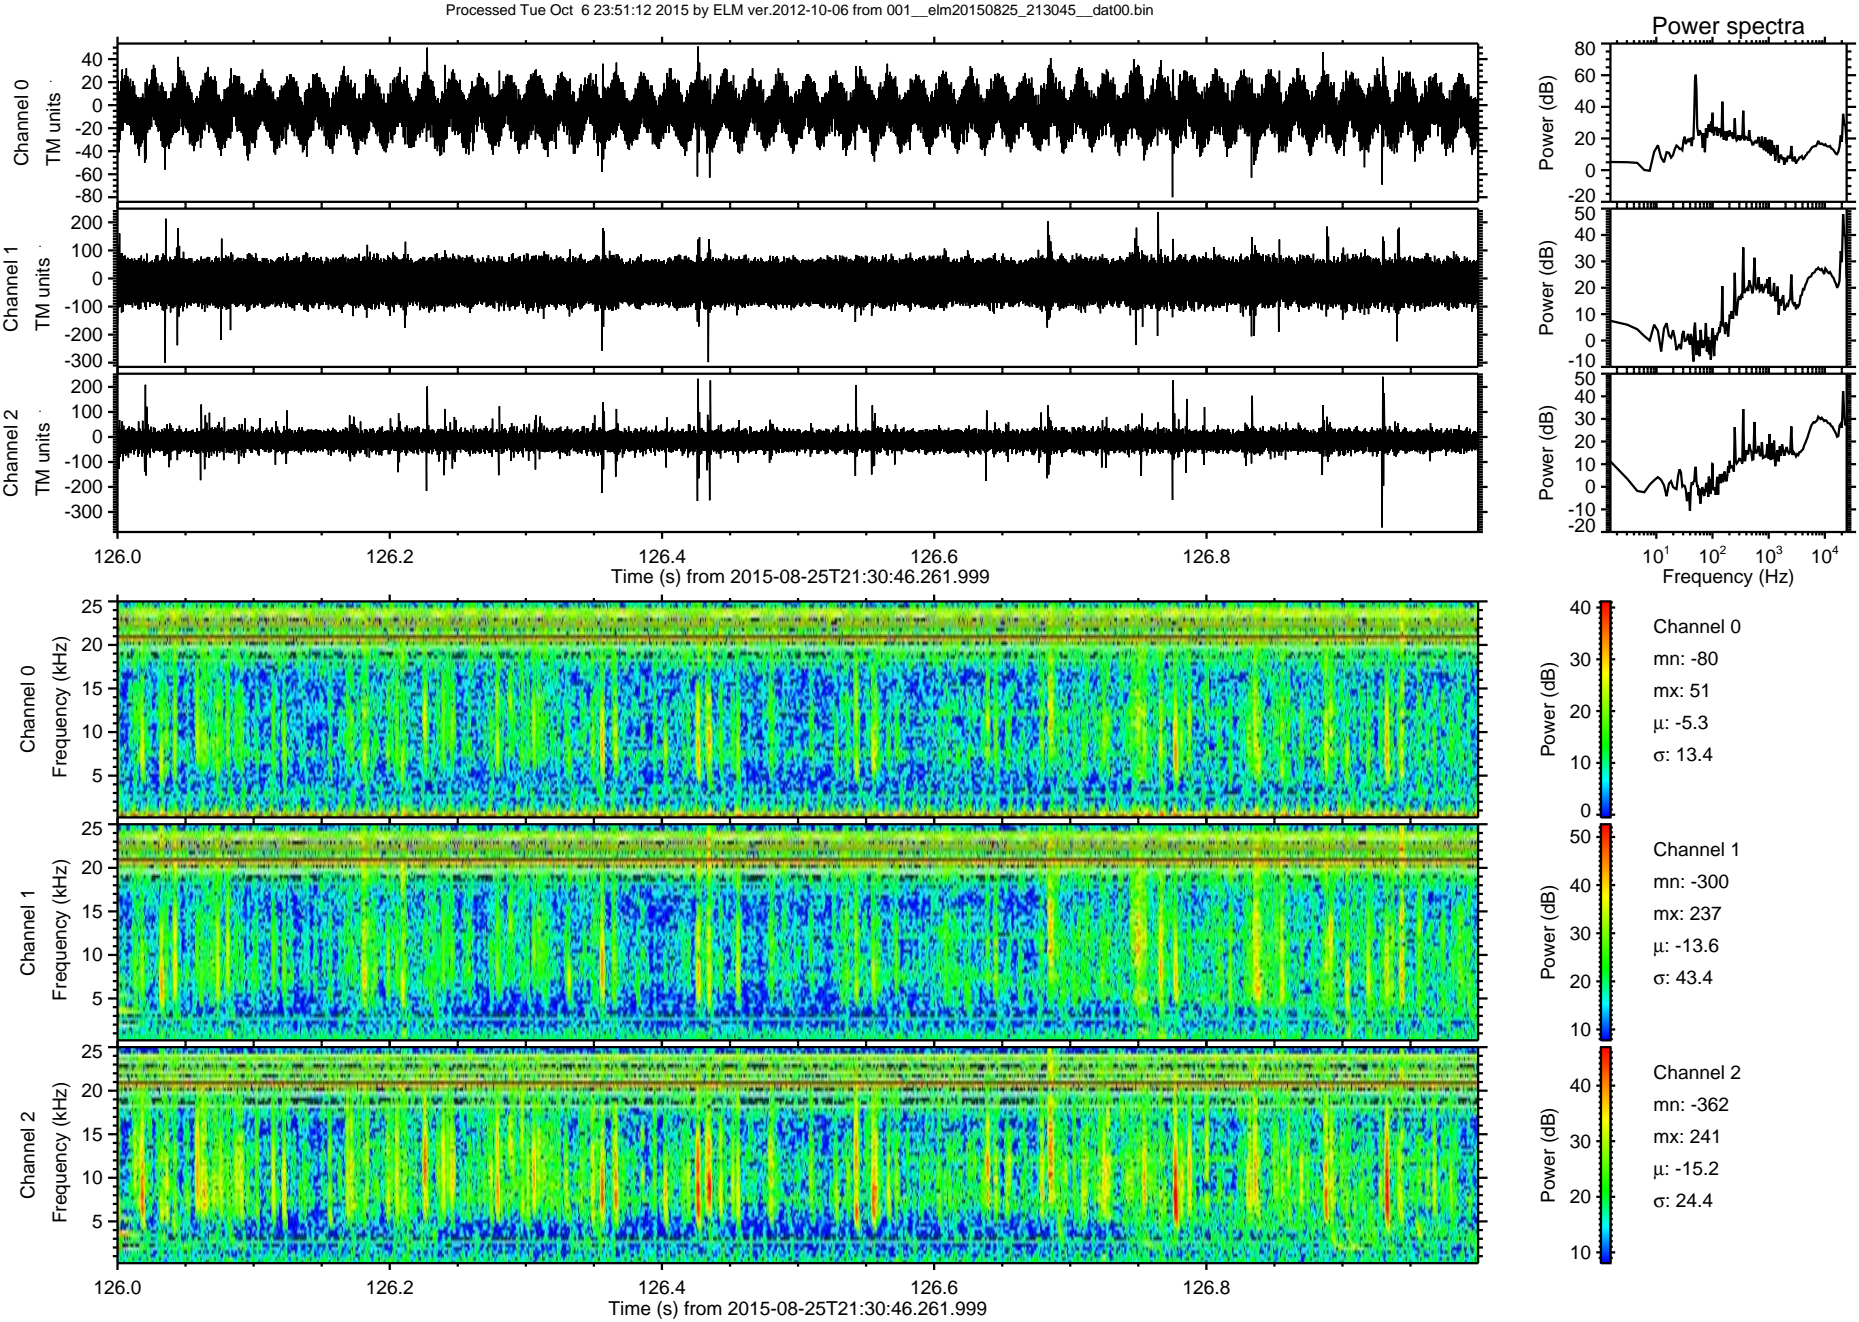 Processed Tue Oct  6 23:51:12 2015 by ELM ver.2012-10-06 from 001__elm20150825_213045__dat00.bin
Power spectra
Channel 0
TM units
40
20
0
-20
-40
-60
-80
Power (dB)
80
60
40
20
0
-20
Channel 1
TM units
200
100
0
-100
-200
-300
Power (dB)
50
40
30
20
10
0
-10
Channel 2
TM units
200
100
0
-100
-200
-300
Power (dB)
50
40
30
20
10
0
-10
-20
126.0 126.2 126.4 126.6 126.8
Time (s) from 2015-08-25T21:30:46.261.999
10^1 10^2 10^3 10^4
Frequency (Hz)
Channel 0
Frequency (kHz)
25
20
15
10
5
Power (dB)
40
30
20
10
0
Channel 0
mn: -80
mx: 51
μ: -5.3
σ: 13.4
Channel 1
Frequency (kHz)
25
20
15
10
5
Power (dB)
50
40
30
20
10
Channel 1
mn: -300
mx: 237
μ: -13.6
σ: 43.4
Channel 2
Frequency (kHz)
25
20
15
10
5
Power (dB)
40
30
20
10
Channel 2
mn: -362
mx: 241
μ: -15.2
σ: 24.4
126.0 126.2 126.4 126.6 126.8
Time (s) from 2015-08-25T21:30:46.261.999